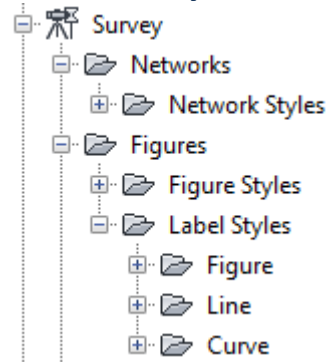 Survey
Networks
Network Styles
Figures
Figure Styles
Label Styles
Figure
Line
Curve